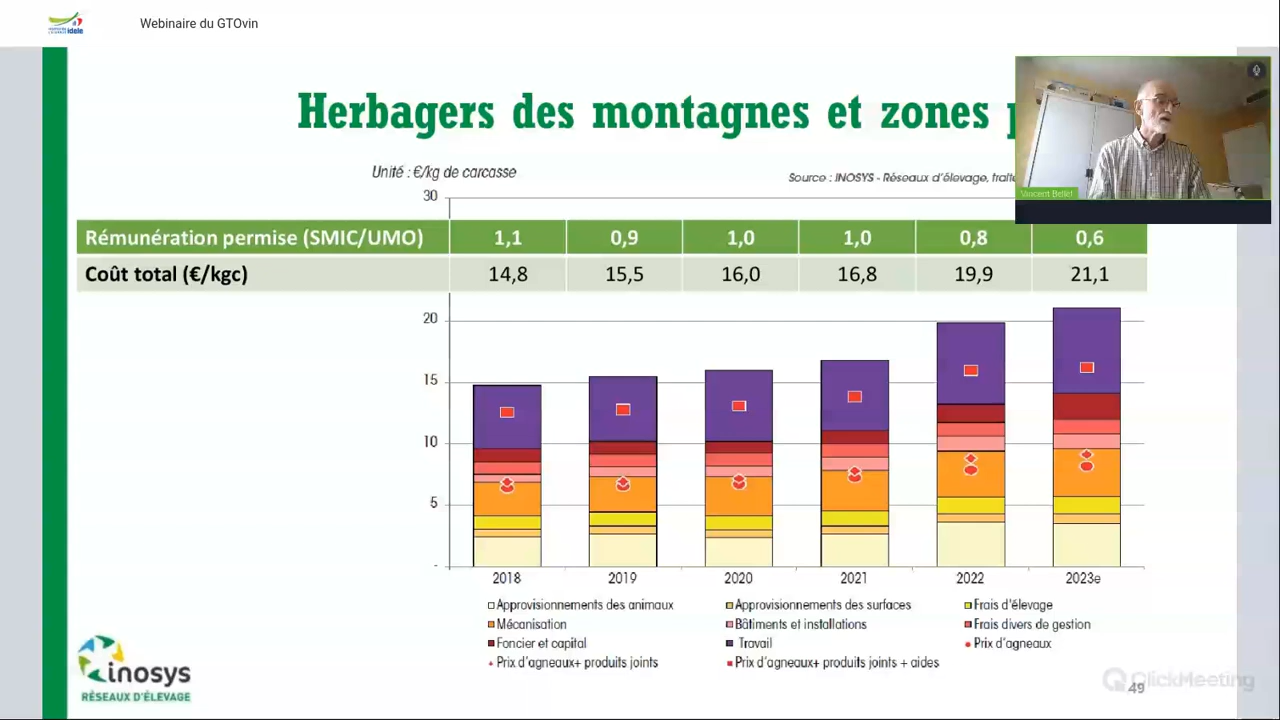 idele
Webinaire du GTOvin
Herbagers des montagnes et zones
Vincent Bellet
Unité : €/kg de carcasse
Source : INOSYS - Réseaux d'élevage,
30
Rémunération permise (SMIC/UMO) 1,1 0,9 1,0 1,0 0,8 0,6
Coût total (€/kgc) 14,8 15,5 16,0 16,8 19,9 21,1
20
15
10
5
-
2018 2019 2020 2021 2022 2023e
Approvisionnements des animaux Approvisionnements des surfaces Frais d'élevage
Mécanisation Bâtiments et installations Frais divers de gestion
Foncier et capital Travail Prix d'agneaux
Prix d'agneaux+ produits joints Prix d'agneaux+ produits joints + aides
inosys
RÉSEAUX D'ÉLEVAGE
ClickMeeting
49